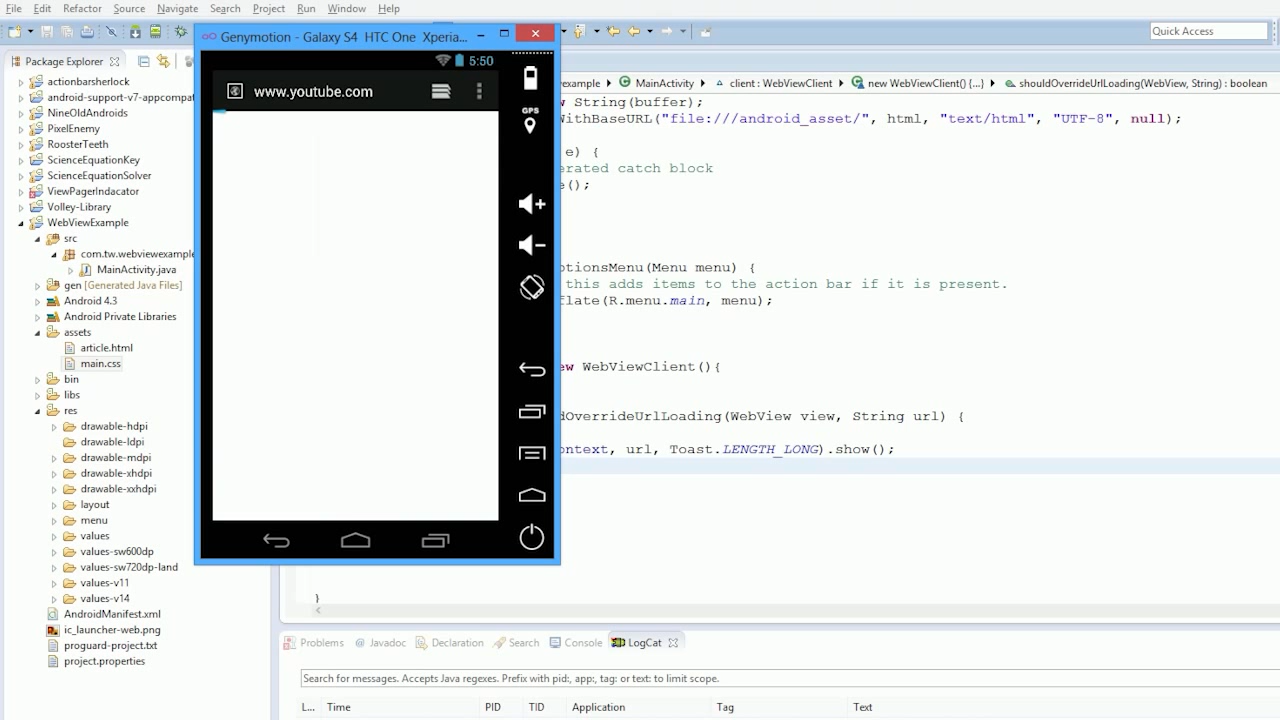 File Edit Refactor Source Navigate Search Project Run Window Help
Genymotion - Galaxy S4 HTC One Xperia...
Quick Access
5:50
Package Explorer
www.youtube.com
GPS
actionbarsherlock
android-support-v7-appcompat
NineOldAndroids
PixelEnemy
RoosterTeeth
ScienceEquationKey
ScienceEquationSolver
ViewPagerIndacator
Volley-Library
WebViewExample
src
com.tw.webviewexample
MainActivity.java
gen [Generated Java Files]
Android 4.3
Android Private Libraries
assets
article.html
main.css
bin
libs
res
drawable-hdpi
drawable-ldpi
drawable-mdpi
drawable-xhdpi
drawable-xxhdpi
layout
menu
values
values-sw600dp
values-sw720dp-land
values-v11
values-v14
AndroidManifest.xml
ic_launcher-web.png
proguard-project.txt
project.properties
example MainActivity client : WebViewClient new WebViewClient() {...} shouldOverrideUrlLoading(WebView, String) : boolean
w String(buffer);
WithBaseURL("file:///android_asset/", html, "text/html", "UTF-8", null);
e) {
erated catch block
e();
ptionsMenu(Menu menu) {
this adds items to the action bar if it is present.
flate(R.menu.main, menu);
ew WebViewClient(){
dOverrideUrlLoading(WebView view, String url) {
ontext, url, Toast.LENGTH_LONG).show();
}
Problems Javadoc Declaration Search Console LogCat
Search for messages. Accepts Java regexes. Prefix with pid:, app:, tag: or text: to limit scope.
L... Time PID TID Application Tag Text